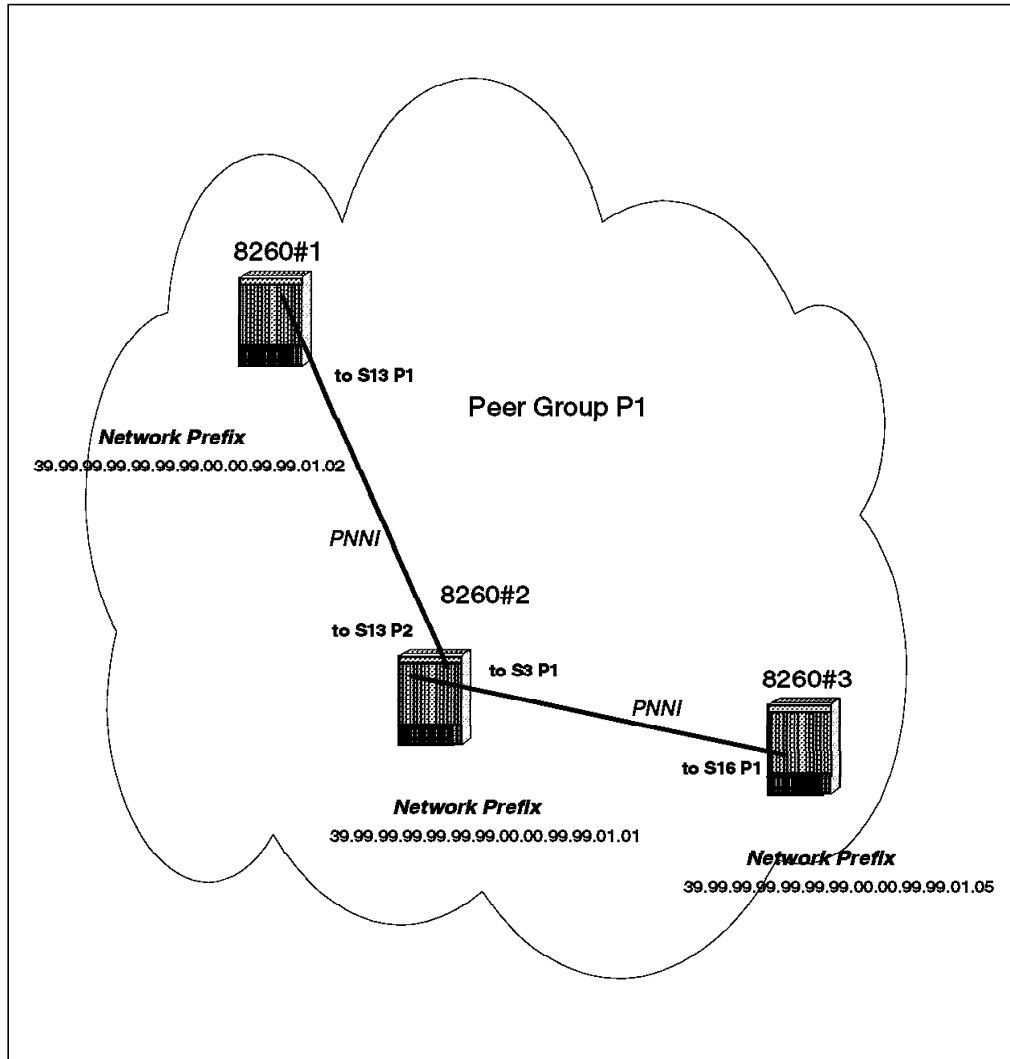 8260#1
to S13 P1
Peer Group P1
Network Prefix
39.99.99.99.99.99.99.00.00.99.99.01.02
PNNI
8260#2
to S13 P2
to S3 P1
8260#3
PNNI
to S16 P1
Network Prefix
39.99.99.99.99.99.99.00.00.99.99.01.01
Network Prefix
39.99.99.99.99.99.99.00.00.99.99.01.05